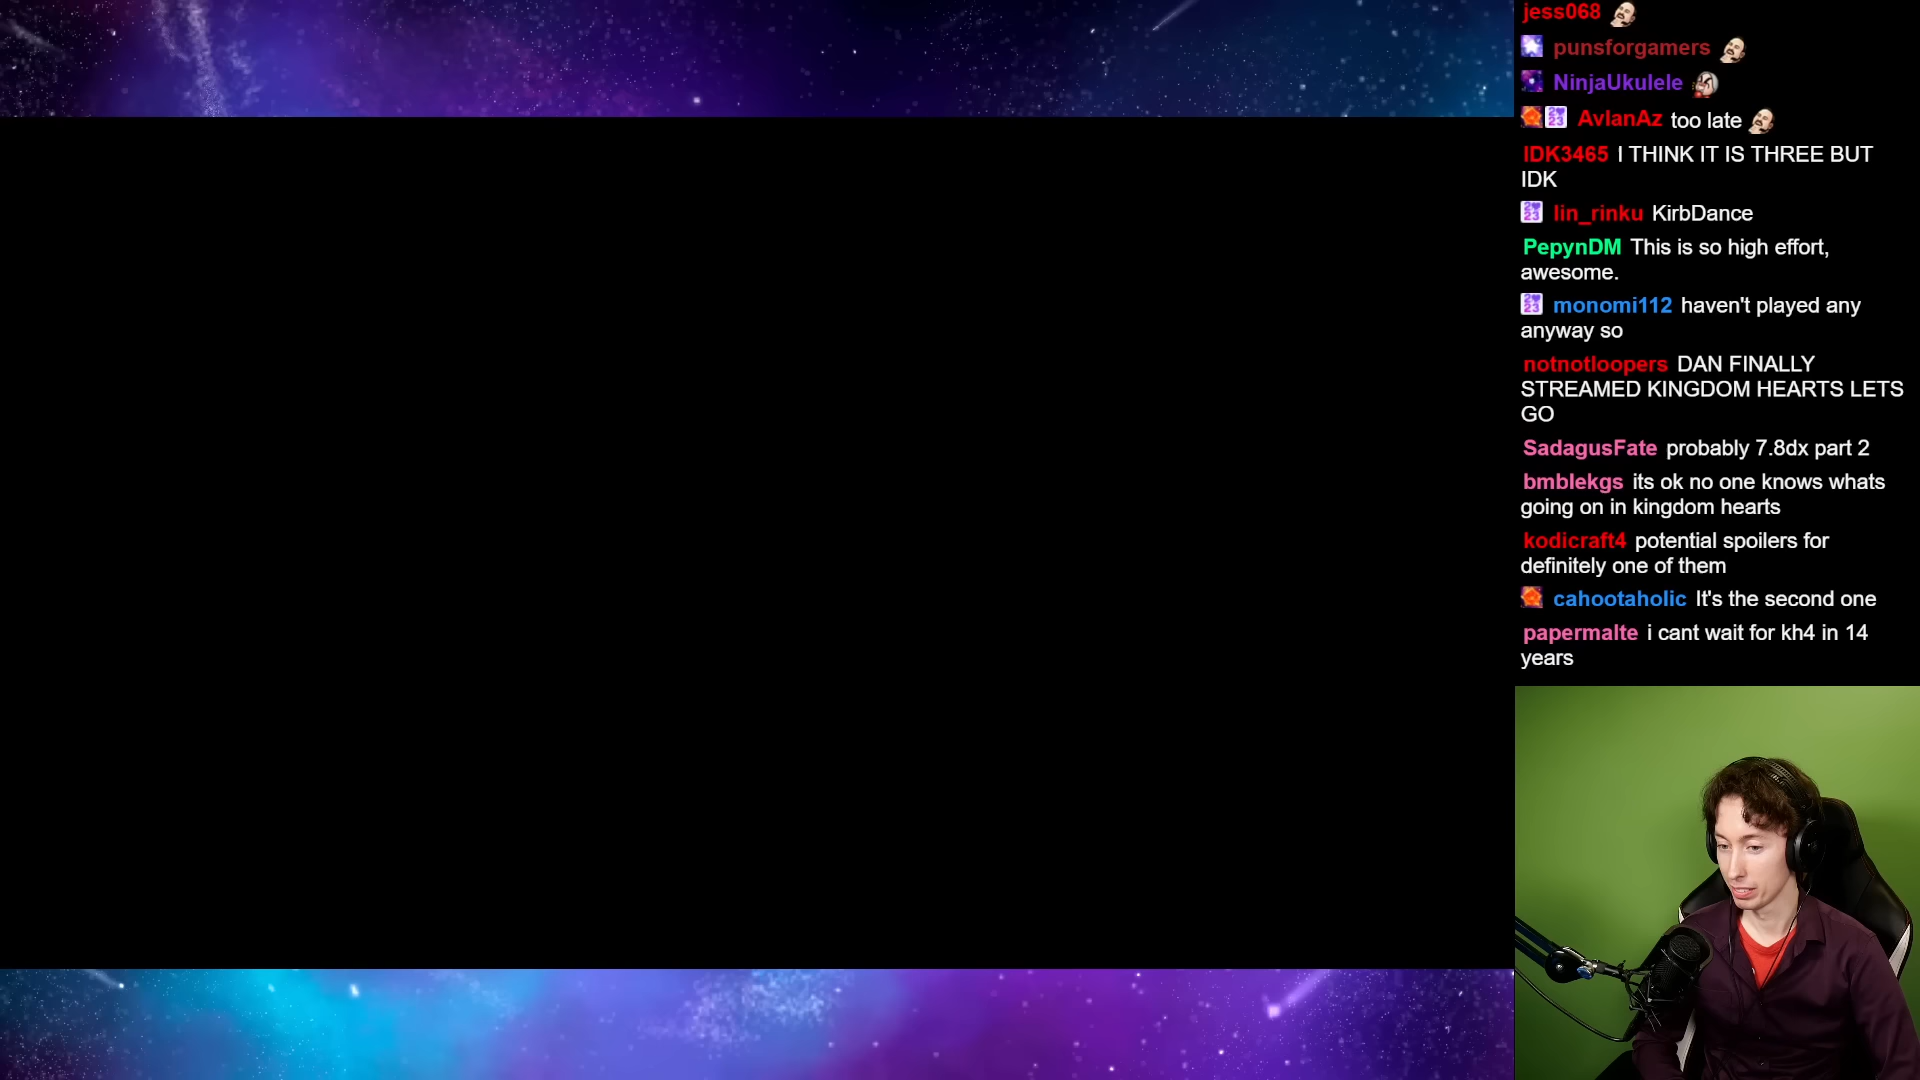 jess068
punsforgamers
NinjaUkulele
AvlanAz too late
IDK3465 I THINK IT IS THREE BUT
IDK
lin_rinku KirbDance
PepynDM This is so high effort,
awesome.
monomi112 haven't played any
anyway so
notnotloopers DAN FINALLY
STREAMED KINGDOM HEARTS LETS
GO
SadagusFate probably 7.8dx part 2
bmblekgs its ok no one knows whats
going on in kingdom hearts
kodicraft4 potential spoilers for
definitely one of them
cahootaholic It's the second one
papermalte i cant wait for kh4 in 14
years